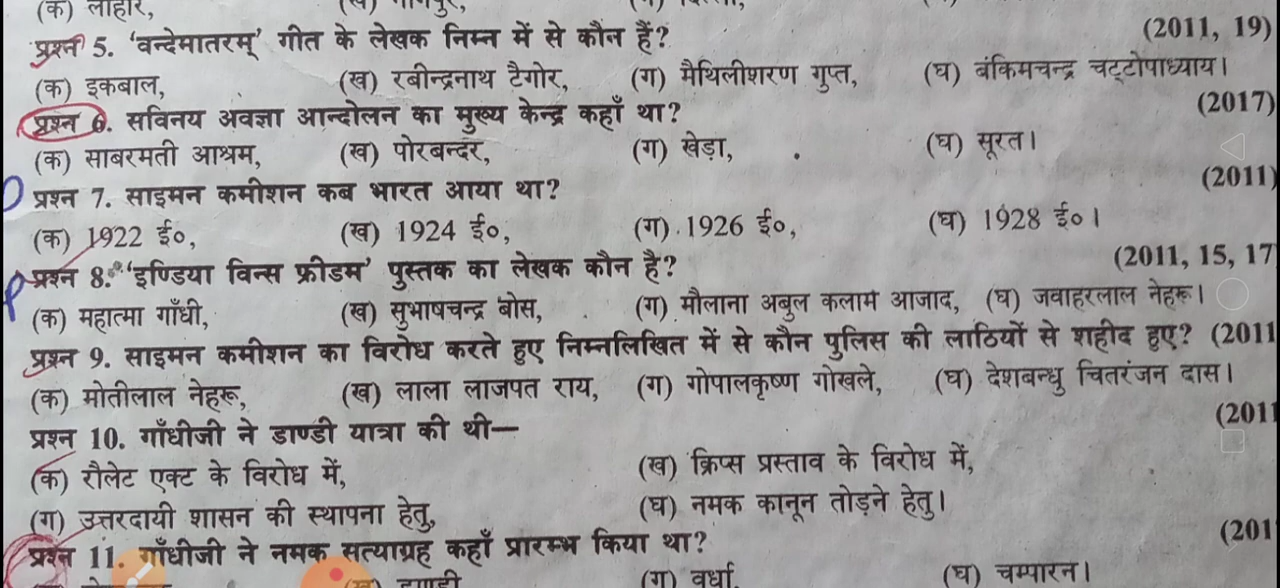 (क) लाहौर,
प्रश्न 5. 'वन्देमातरम्' गीत के लेखक निम्न में से कौन हैं? (2011, 19)
(क) इकबाल, (ख) रबीन्द्रनाथ टैगोर, (ग) मैथिलीशरण गुप्त, (घ) बंकिमचन्द्र चट्टोपाध्याय।
प्रश्न 6. सविनय अवज्ञा आन्दोलन का मुख्य केन्द्र कहाँ था? (2017)
(क) साबरमती आश्रम, (ख) पोरबन्दर, (ग) खेड़ा, (घ) सूरत।
प्रश्न 7. साइमन कमीशन कब भारत आया था? (2011)
(क) 1922 ई०, (ख) 1924 ई०, (ग) 1926 ई०, (घ) 1928 ई०।
प्रश्न 8. 'इण्डिया विन्स फ्रीडम' पुस्तक का लेखक कौन है? (2011, 15, 17
(क) महात्मा गाँधी, (ख) सुभाषचन्द्र बोस, (ग) मौलाना अबुल कलाम आजाद, (घ) जवाहरलाल नेहरू।
प्रश्न 9. साइमन कमीशन का विरोध करते हुए निम्नलिखित में से कौन पुलिस की लाठियों से शहीद हुए? (2011
(क) मोतीलाल नेहरू, (ख) लाला लाजपत राय, (ग) गोपालकृष्ण गोखले, (घ) देशबन्धु चितरंजन दास।
प्रश्न 10. गाँधीजी ने डाण्डी यात्रा की थी— (2011
(क) रौलेट एक्ट के विरोध में, (ख) क्रिप्स प्रस्ताव के विरोध में,
(ग) उत्तरदायी शासन की स्थापना हेतु, (घ) नमक कानून तोड़ने हेतु।
प्रश्न 11. गाँधीजी ने नमक सत्याग्रह कहाँ प्रारम्भ किया था? (201
(ग) वर्धा, (घ) चम्पारन।